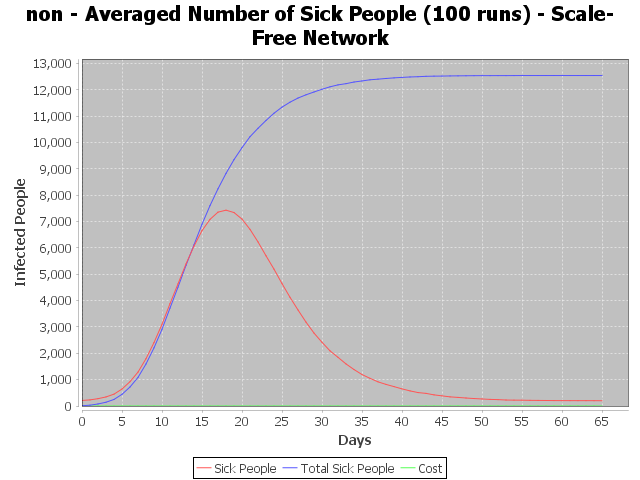 non - Averaged Number of Sick People (100 runs) - Scale-
Free Network
Infected People
13,000
12,000
11,000
10,000
9,000
8,000
7,000
6,000
5,000
4,000
3,000
2,000
1,000
0
0 5 10 15 20 25 30 35 40 45 50 55 60 65
Days
Sick People Total Sick People Cost